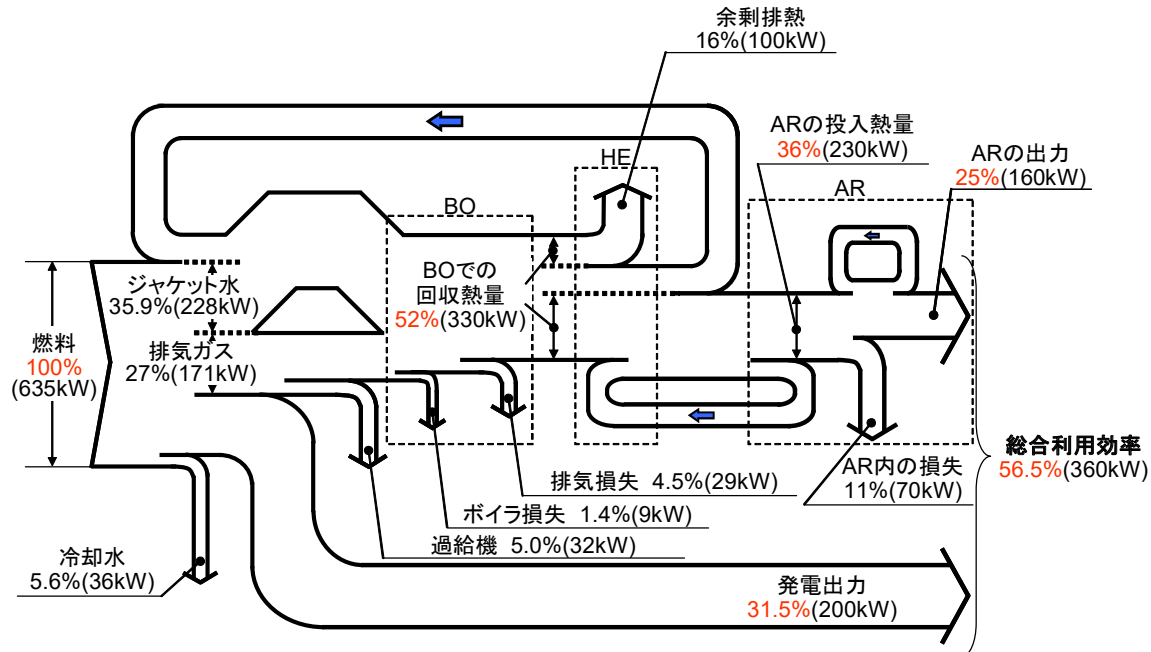 余剰排熱
16%(100kW)
ARの投入熱量
36%(230kW)
ARの出力
25%(160kW)
HE
AR
BO
ジャケット水
35.9%(228kW)
BOでの
回収熱量
52%(330kW)
燃料
100%
(635kW)
排気ガス
27%(171kW)
総合利用効率
56.5%(360kW)
AR内の損失
11%(70kW)
排気損失 4.5%(29kW)
ボイラ損失 1.4%(9kW)
過給機 5.0%(32kW)
冷却水
5.6%(36kW)
発電出力
31.5%(200kW)